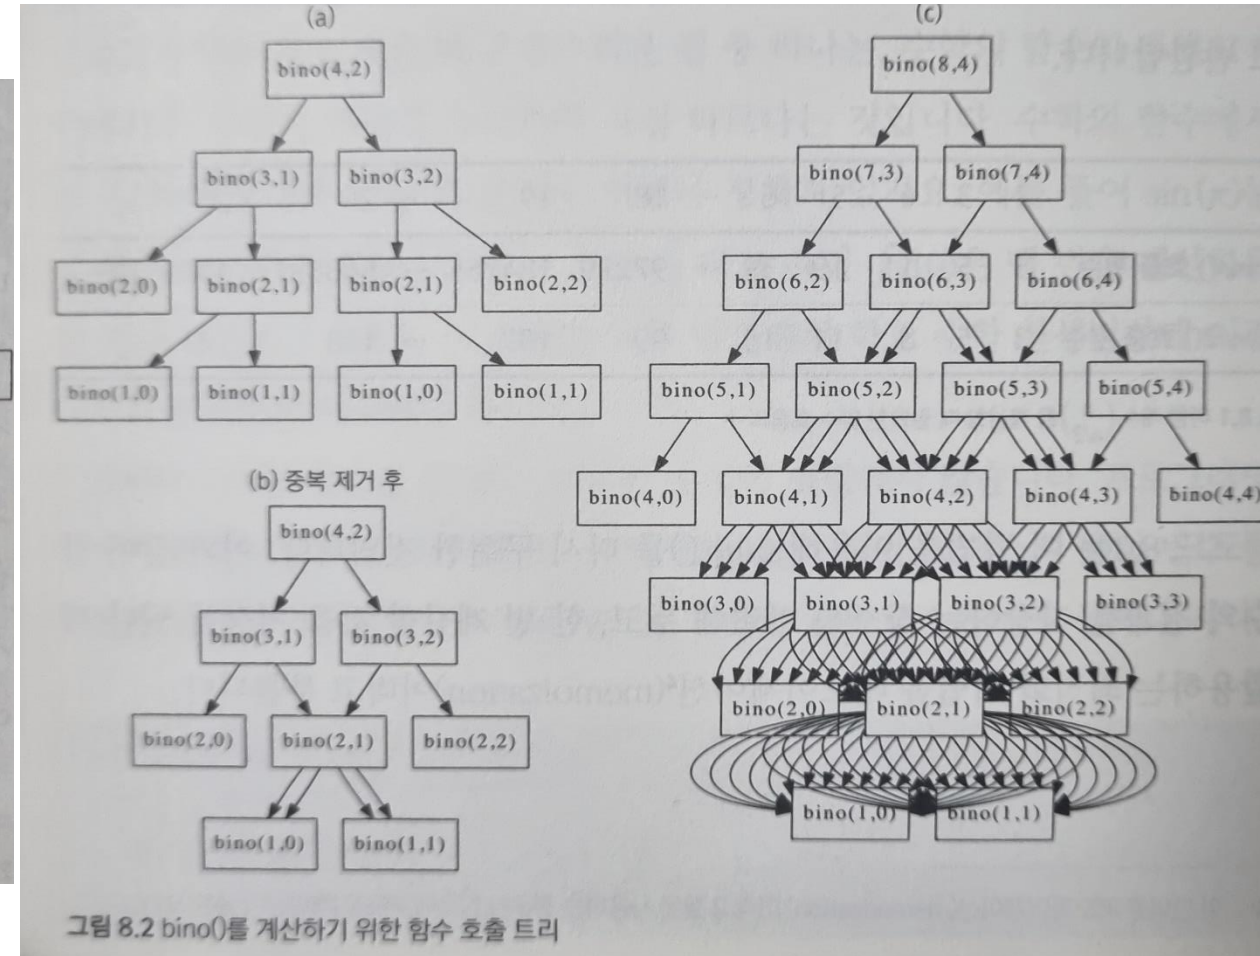 (a)
bino(4,2)
bino(3,1) bino(3,2)
bino(2,0) bino(2,1) bino(2,1) bino(2,2)
bino(1,0) bino(1,1) bino(1,0) bino(1,1)
(b) 중복 제거 후
bino(4,2)
bino(3,1) bino(3,2)
bino(2,0) bino(2,1) bino(2,2)
bino(1,0) bino(1,1)
(c)
bino(8,4)
bino(7,3) bino(7,4)
bino(6,2) bino(6,3) bino(6,4)
bino(5,1) bino(5,2) bino(5,3) bino(5,4)
bino(4,0) bino(4,1) bino(4,2) bino(4,3) bino(4,4)
bino(3,0) bino(3,1) bino(3,2) bino(3,3)
bino(2,0) bino(2,1) bino(2,2)
bino(1,0) bino(1,1)
그림 8.2 bino()를 계산하기 위한 함수 호출 트리